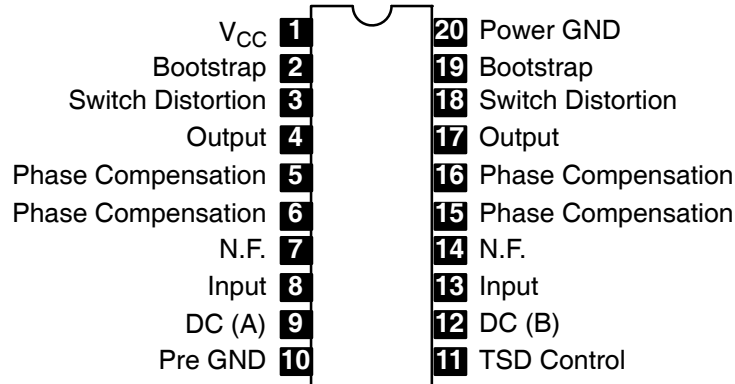 V_CC 1 20 Power GND
Bootstrap 2 19 Bootstrap
Switch Distortion 3 18 Switch Distortion
Output 4 17 Output
Phase Compensation 5 16 Phase Compensation
Phase Compensation 6 15 Phase Compensation
N.F. 7 14 N.F.
Input 8 13 Input
DC (A) 9 12 DC (B)
Pre GND 10 11 TSD Control